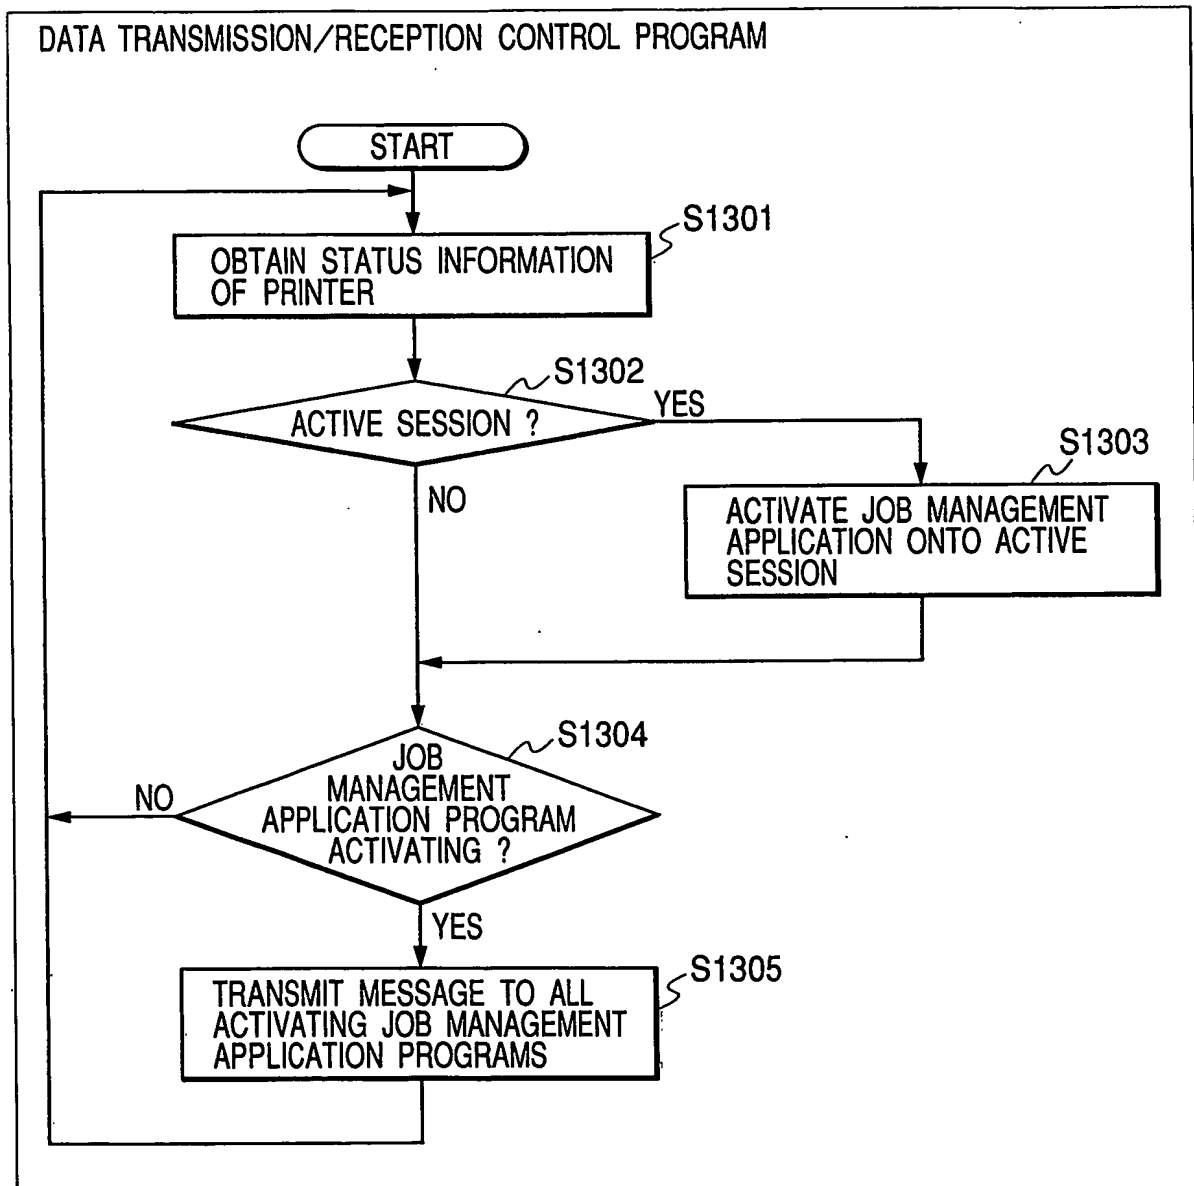 DATA TRANSMISSION/RECEPTION CONTROL PROGRAM
START
S1301
OBTAIN STATUS INFORMATION
OF PRINTER
S1302
ACTIVE SESSION ?
YES
NO
S1303
ACTIVATE JOB MANAGEMENT
APPLICATION ONTO ACTIVE
SESSION
S1304
JOB
MANAGEMENT
APPLICATION PROGRAM
ACTIVATING ?
NO
YES
S1305
TRANSMIT MESSAGE TO ALL
ACTIVATING JOB MANAGEMENT
APPLICATION PROGRAMS